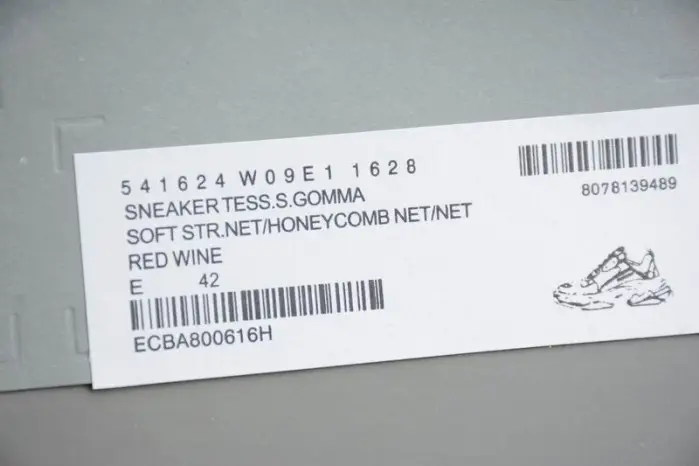 541624 W09E1 1628
SNEAKER TESS.S.GOMMA
SOFT STR.NET/HONEYCOMB NET/NET
RED WINE
E 42
ECBA800616H
8078139489